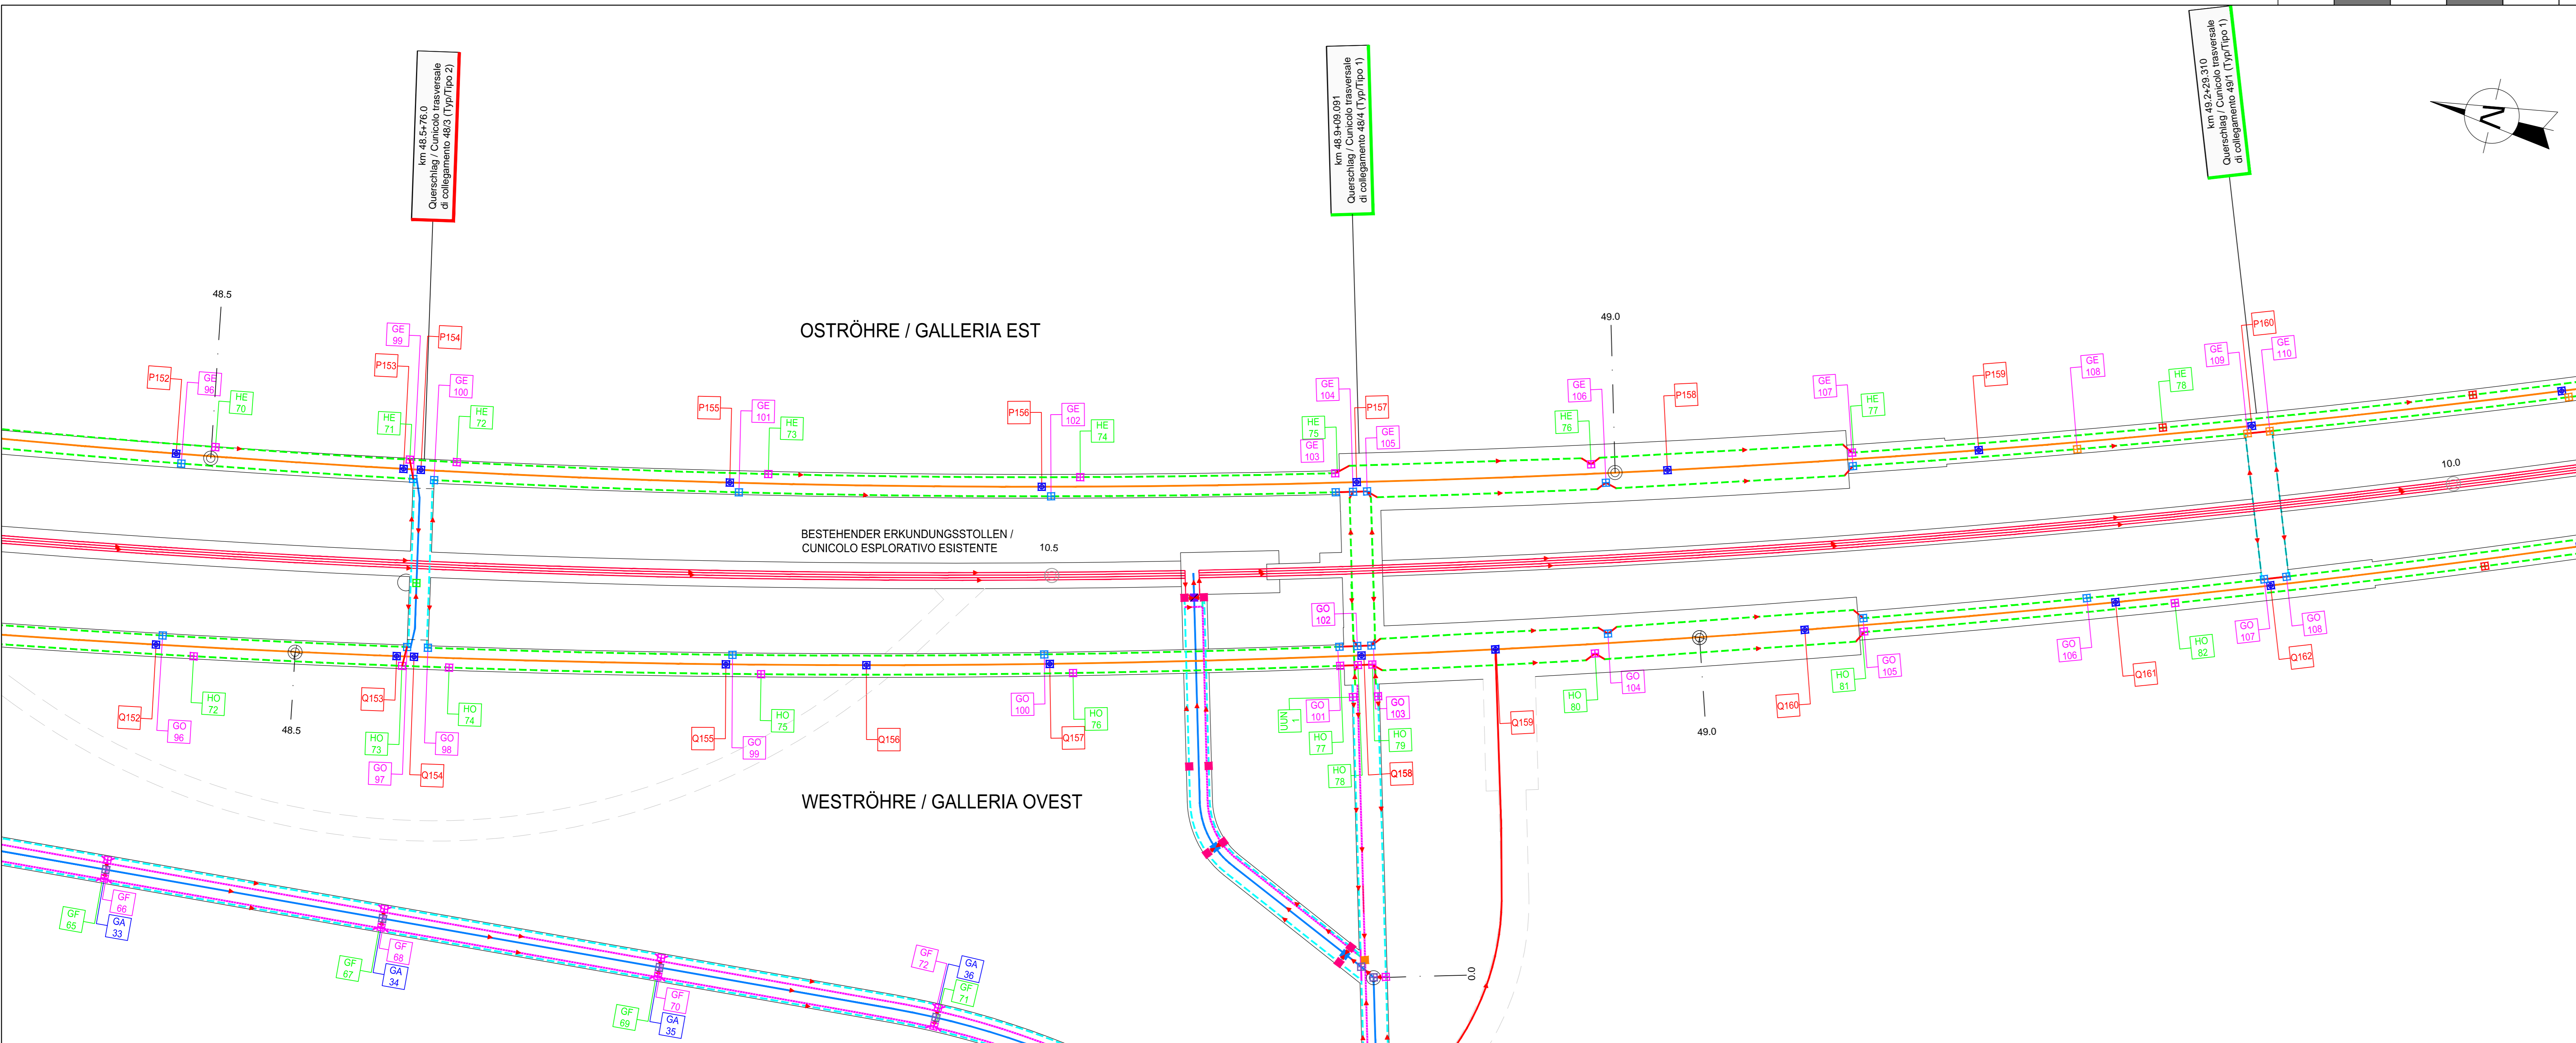 km 48.5+76.0
Querschlag / Cunicolo trasversale
di collegamento 48/3 (Typ/Tipo 2)
km 48.9+09.091
Querschlag / Cunicolo trasversale
di collegamento 48/4 (Typ/Tipo 1)
km 49.2+29.310
Querschlag / Cunicolo trasversale
di collegamento 49/1 (Typ/Tipo 1)
N
48.5
OSTRÖHRE / GALLERIA EST
49.0
P152
GE
96
HE
70
P153
GE
99
P154
HE
71
GE
100
HE
72
P155
GE
101
HE
73
P156
GE
102
HE
74
GE
104
HE
75
GE
103
P157
GE
105
GE
106
HE
76
P158
GE
107
HE
77
P159
GE
108
HE
78
GE
109
P160
GE
110
10.0
BESTEHENDER ERKUNDUNGSSTOLLEN /
CUNICOLO ESPLORATIVO ESISTENTE
10.5
GO
102
Q152
GO
96
HO
72
48.5
Q153
HO
73
GO
97
Q154
GO
98
HO
74
Q155
GO
99
HO
75
Q156
GO
100
Q157
HO
76
UUN
1
GO
101
HO
77
HO
78
GO
103
HO
79
Q158
Q159
HO
80
GO
104
49.0
Q160
HO
81
GO
105
GO
106
Q161
HO
82
GO
107
Q162
GO
108
WESTRÖHRE / GALLERIA OVEST
GF
65
GF
66
GA
33
GF
67
GF
68
GA
34
GF
69
GF
70
GA
35
GF
72
GA
36
GF
71
0.0